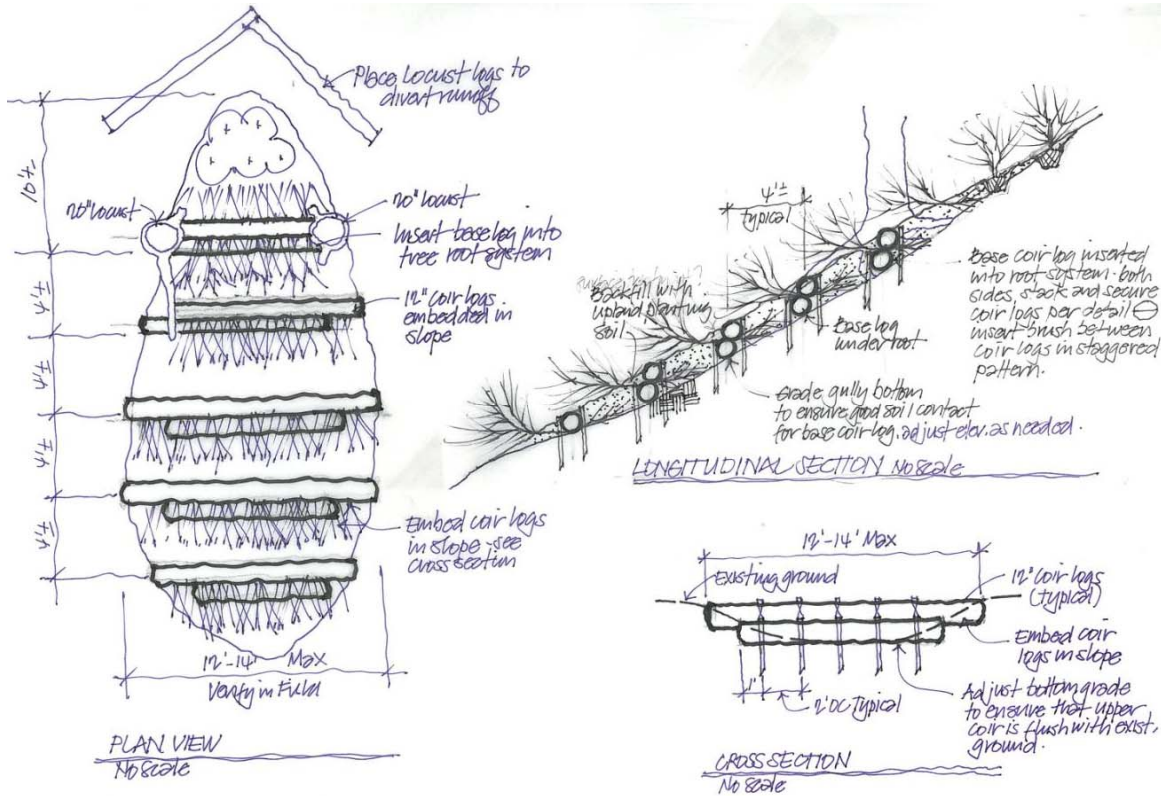 Place Locust logs to
divert runoff
10'±
20" Locust
20" Locust
Insert base log into
tree root system
4'±
12" Coir logs
embedded in
slope
4'±
4'±
4'±
Embed coir logs
in slope - see
cross section
12'-14' Max
Verify in Field
PLAN VIEW
No Scale
4'±
typical
Backfill with
upland planting
soil
Base log
under root
Base coir log inserted
into root system - both
sides, stack and secure
coir logs per detail
insert brush between
coir logs in staggered
pattern.
Grade gully bottom
to ensure good soil contact
for base coir log, adjust elev. as needed.
LONGITUDINAL SECTION No Scale
12'-14' Max
Existing ground
12" Coir logs
(typical)
Embed coir
logs in slope
1'
2' OC Typical
Adjust bottom grade
to ensure that upper
coir is flush with exist.
ground.
CROSS SECTION
No Scale